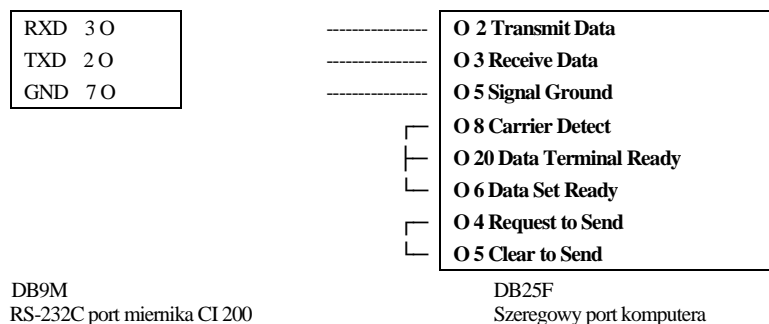 RXD 3 O ---------------- O 2 Transmit Data
TXD 2 O ---------------- O 3 Receive Data
GND 7 O ---------------- O 5 Signal Ground
O 8 Carrier Detect
O 20 Data Terminal Ready
O 6 Data Set Ready
O 4 Request to Send
O 5 Clear to Send
DB9M DB25F
RS-232C port miernika CI 200 Szeregowy port komputera